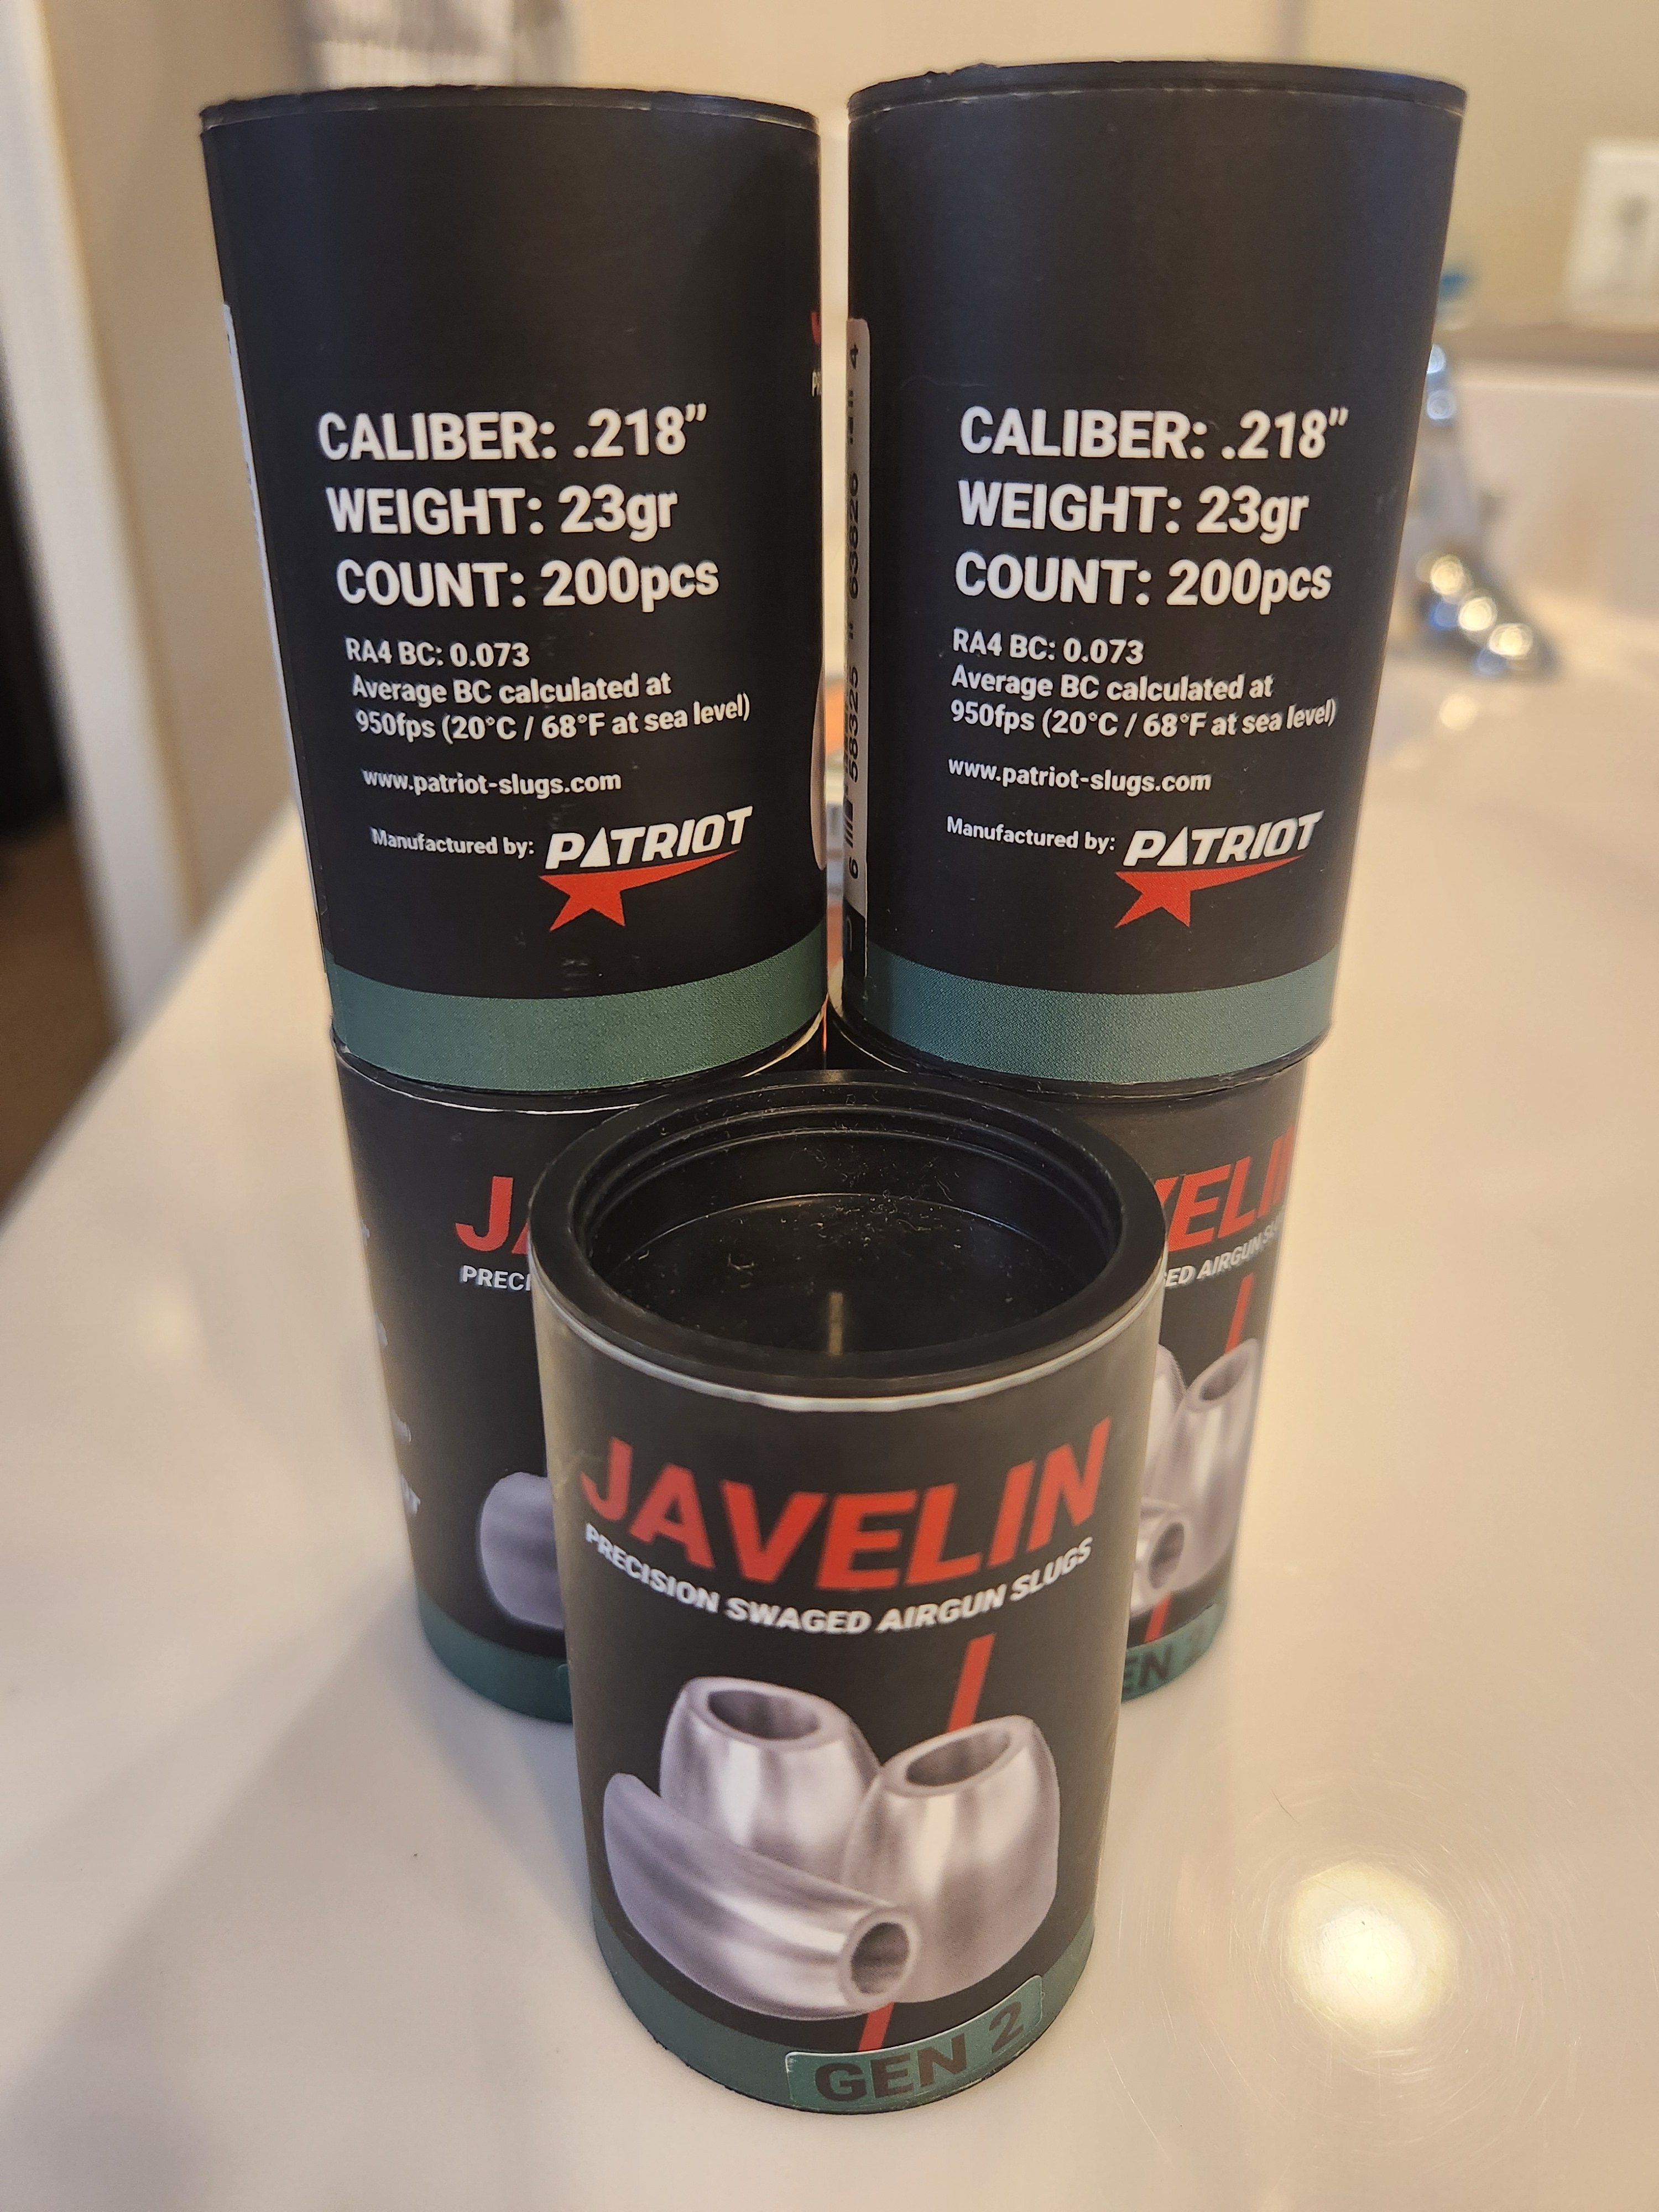 CALIBER: .218”
WEIGHT: 23gr
COUNT: 200pcs
RA4 BC: 0.073
Average BC calculated at
950fps (20°C / 68°F at sea level)
www.patriot-slugs.com
Manufactured by: PATRIOT
CALIBER: .218”
WEIGHT: 23gr
COUNT: 200pcs
RA4 BC: 0.073
Average BC calculated at
950fps (20°C / 68°F at sea level)
www.patriot-slugs.com
Manufactured by: PATRIOT
JAVELIN
PRECISION SWAGED AIRGUN SLUGS
GEN 2